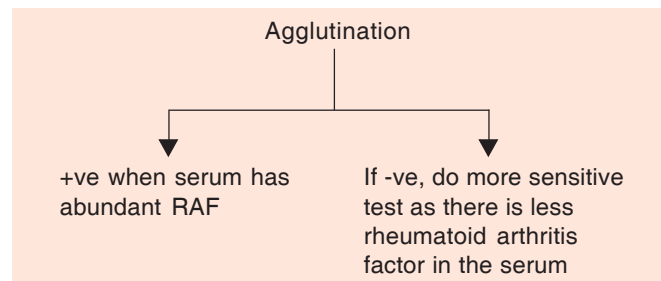 Agglutination
+ve when serum has
abundant RAF
If -ve, do more sensitive
test as there is less
rheumatoid arthritis
factor in the serum